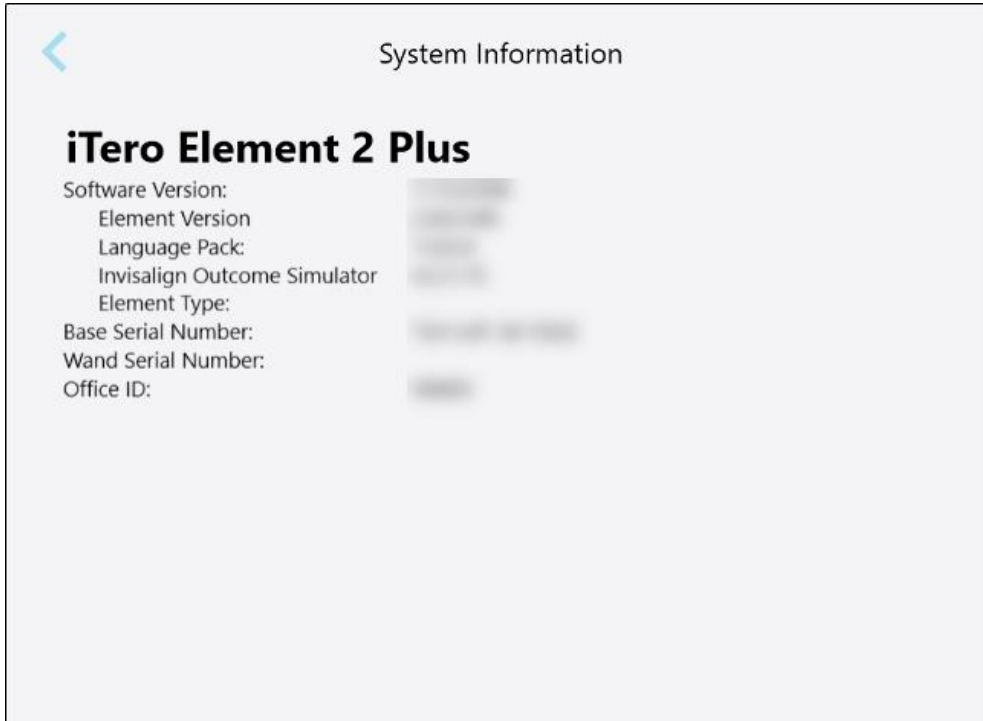 System Information
iTero Element 2 Plus
Software Version:
Element Version
Language Pack:
Invisalign Outcome Simulator
Element Type:
Base Serial Number:
Wand Serial Number:
Office ID: